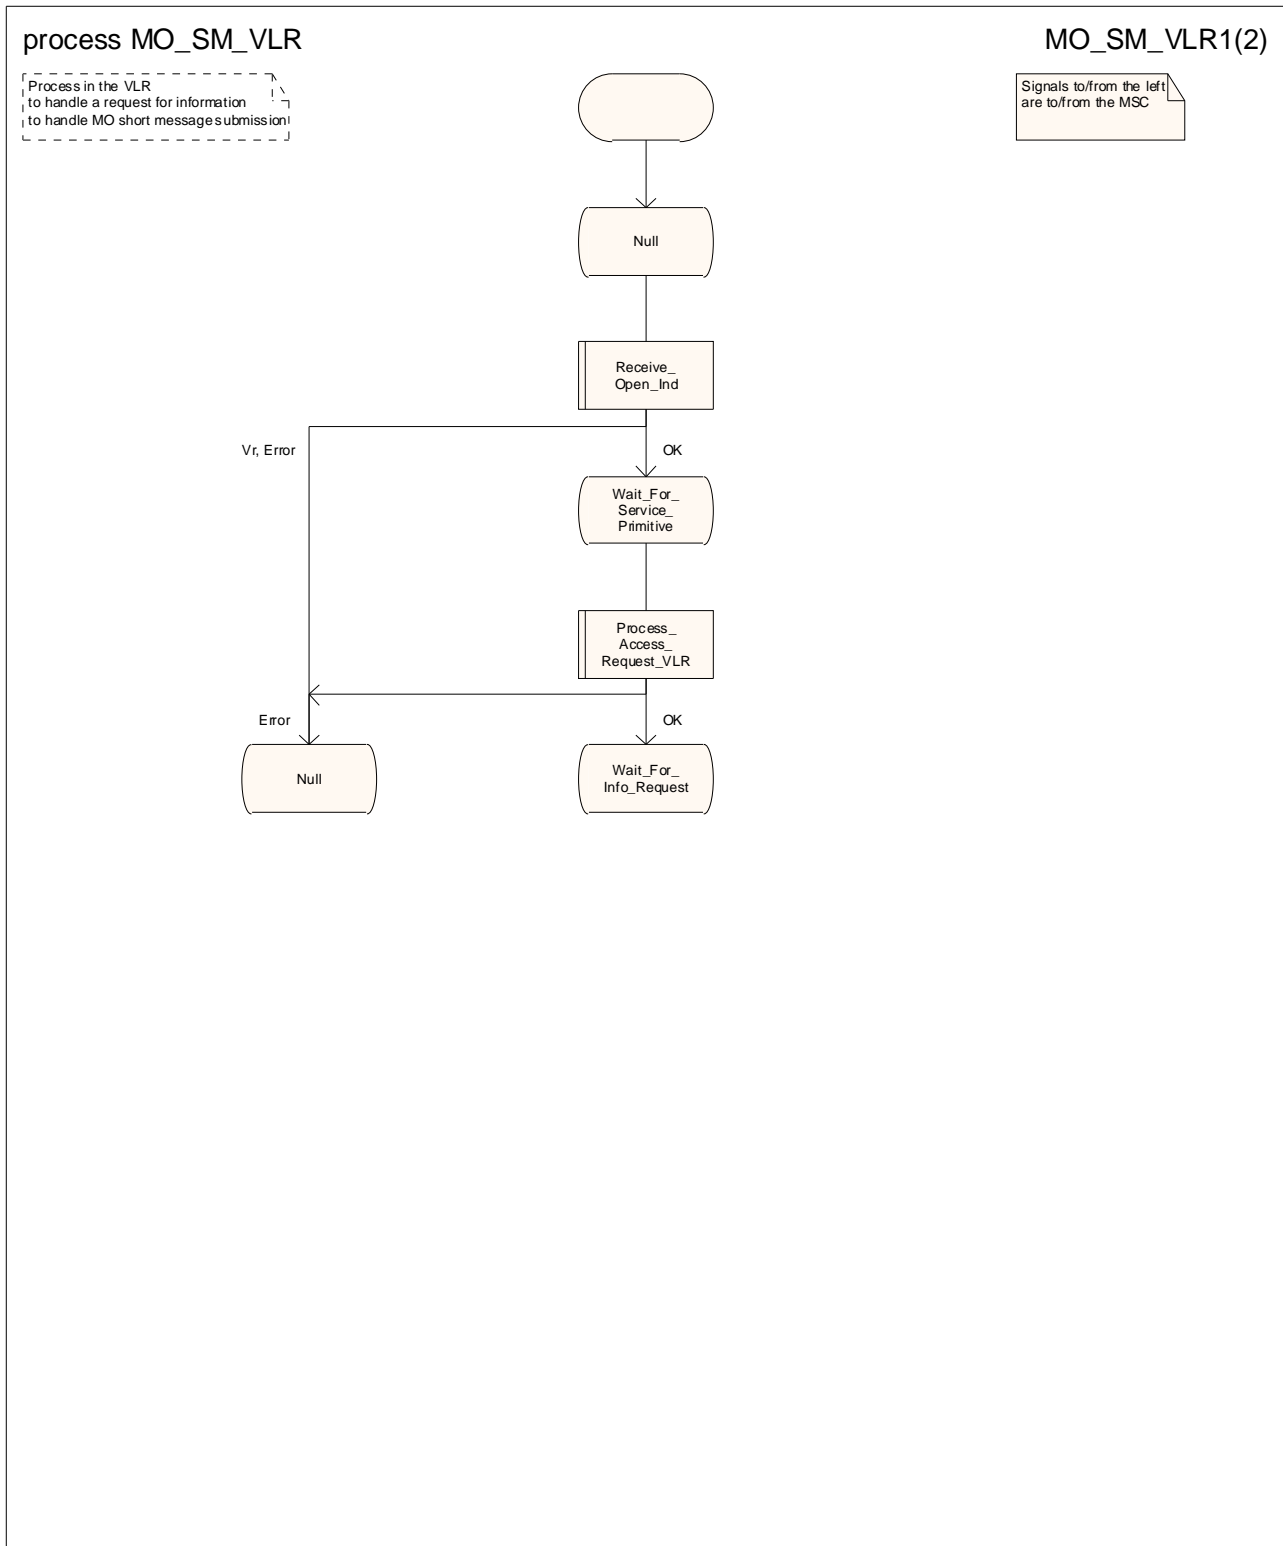 process MO_SM_VLR
MO_SM_VLR1(2)
Process in the VLR
to handle a request for information
to handle MO short message submission
Signals to/from the left
are to/from the MSC
Null
Receive_
Open_Ind
Vr, Error
OK
Wait_For_
Service_
Primitive
Process_
Access_
Request_VLR
Error
OK
Null
Wait_For_
Info_Request